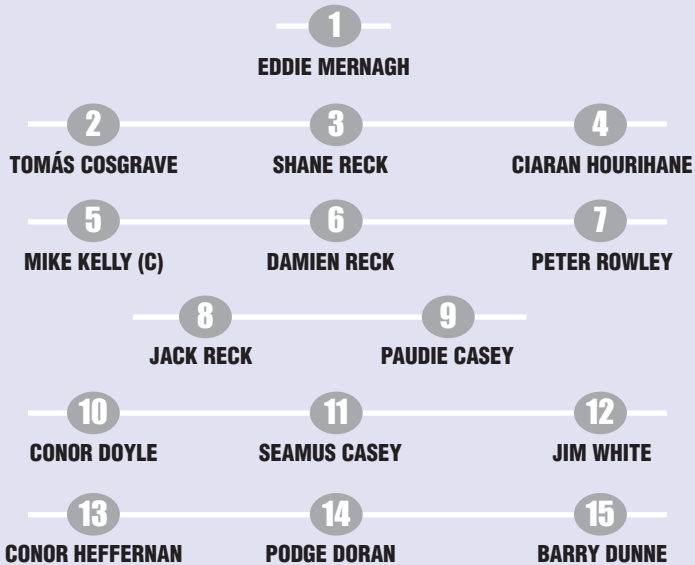 1
EDDIE MERNAGH
2 3 4
TOMÁS COSGRAVE SHANE RECK CIARAN HOURIHANE
5 6 7
MIKE KELLY (C) DAMIEN RECK PETER ROWLEY
8 9
JACK RECK PAUDIE CASEY
10 11 12
CONOR DOYLE SEAMUS CASEY JIM WHITE
13 14 15
CONOR HEFFERNAN PODGE DORAN BARRY DUNNE